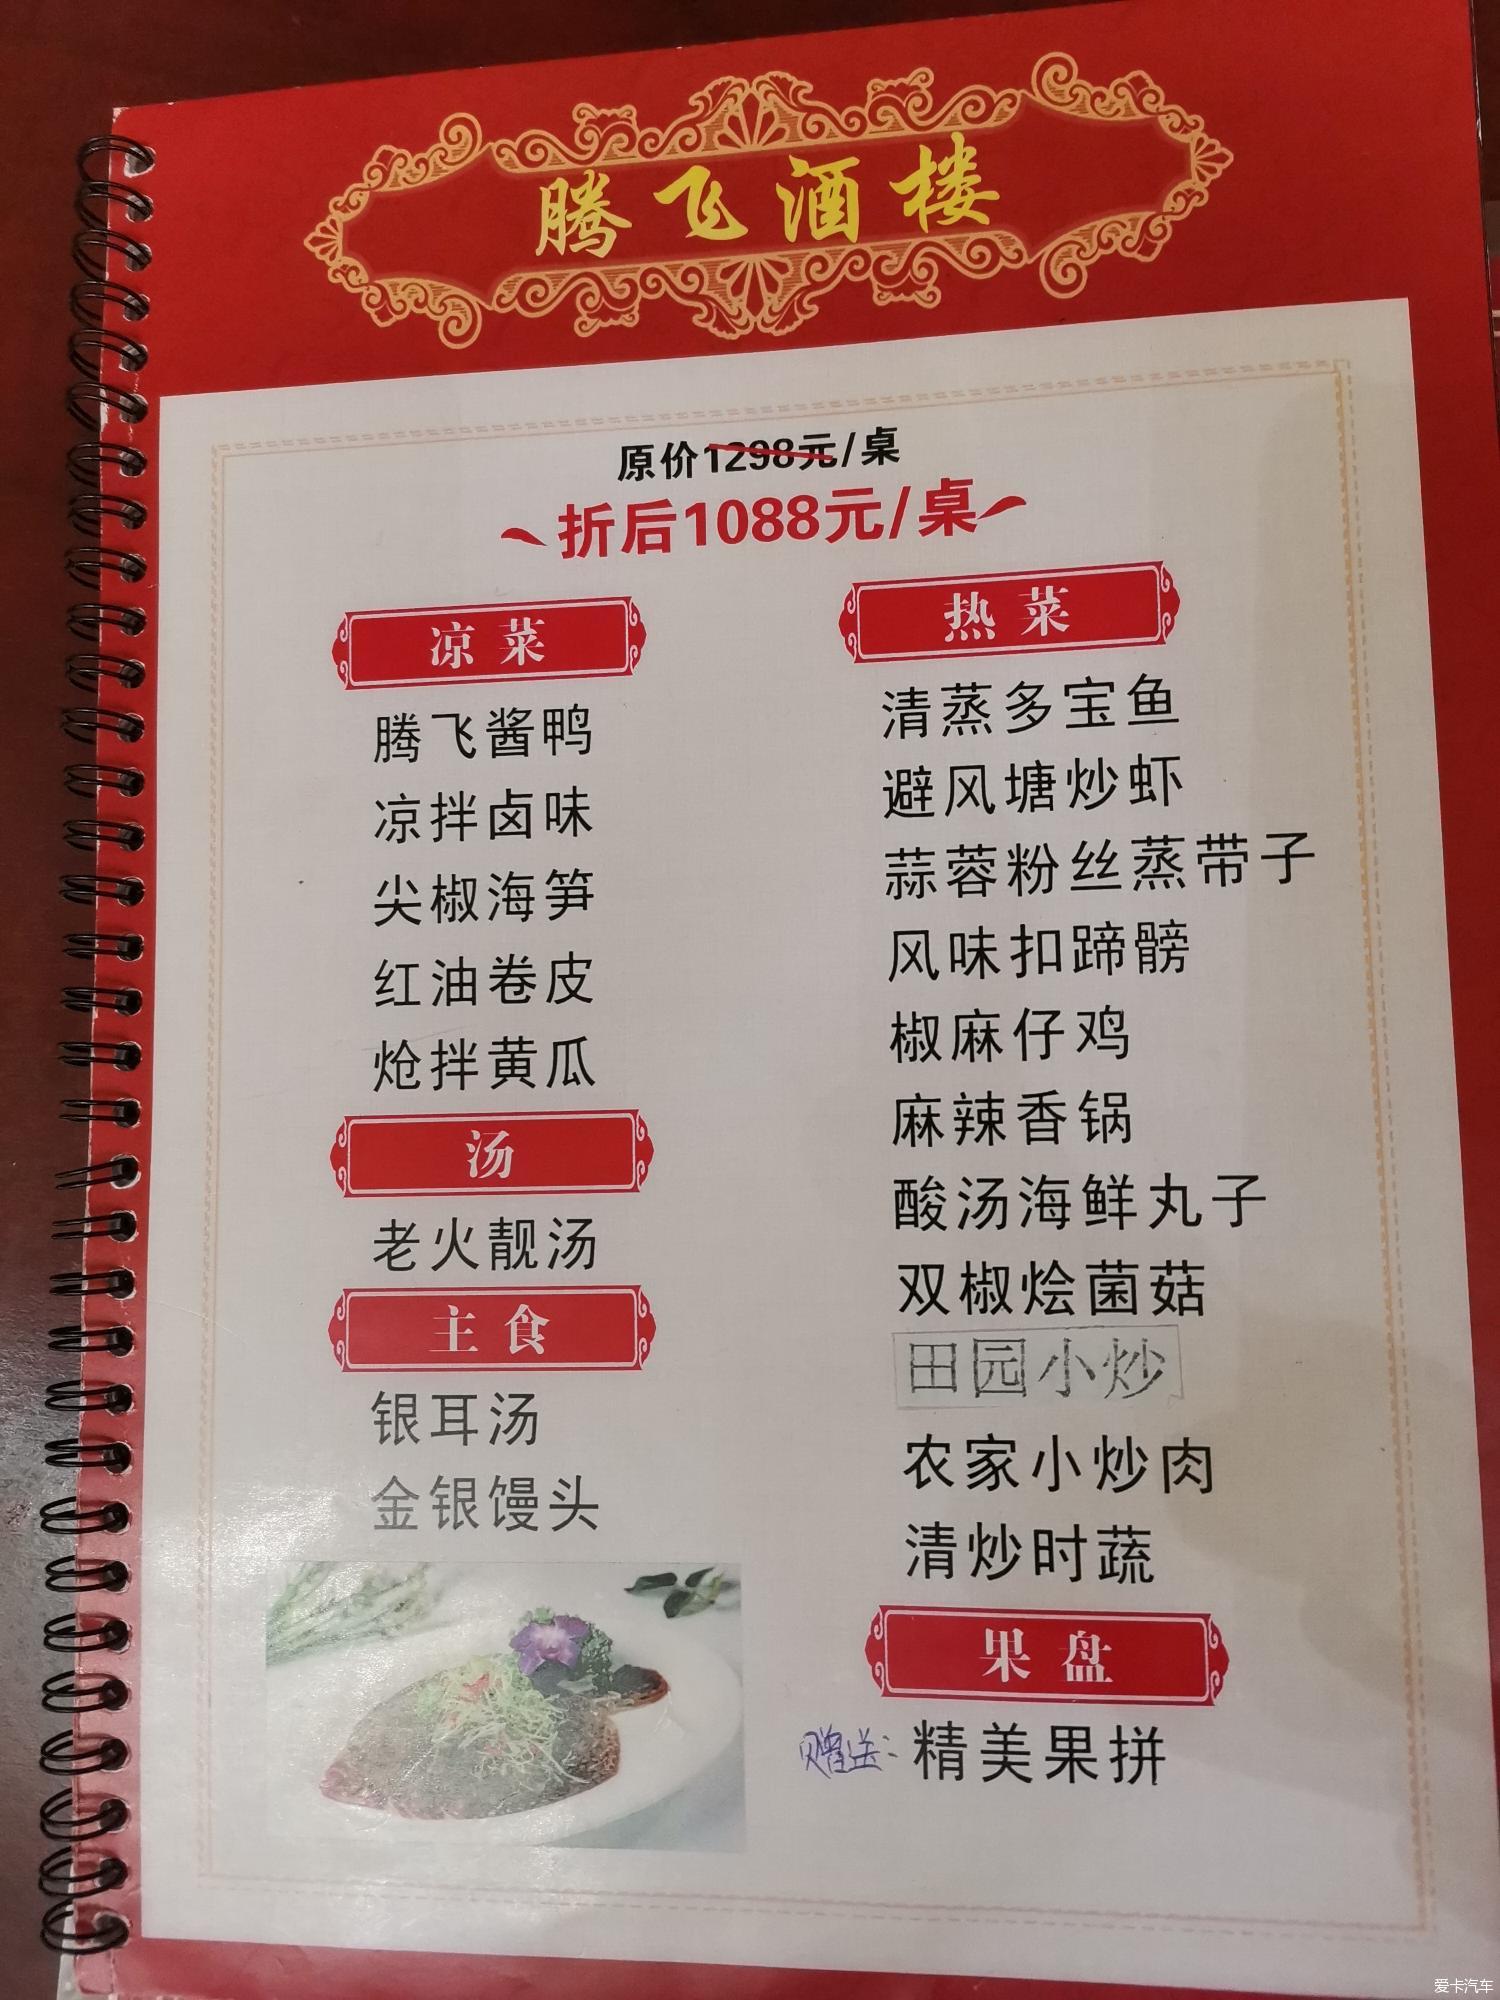 腾飞酒楼
原价1298元/桌
折后1088元/桌
凉菜
腾飞酱鸭
凉拌卤味
尖椒海笋
红油卷皮
炝拌黄瓜
汤
老火靓汤
主食
银耳汤
金银馒头
热菜
清蒸多宝鱼
避风塘炒虾
蒜蓉粉丝蒸带子
风味扣蹄髈
椒麻仔鸡
麻辣香锅
酸汤海鲜丸子
双椒烩菌菇
田园小炒
农家小炒肉
清炒时蔬
果盘
赠送：精美果拼
爱卡汽车